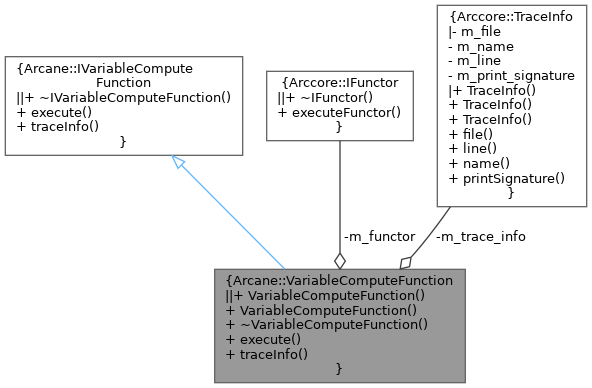 {Arccore::TraceInfo
|- m_file
- m_name
- m_line
- m_print_signature
|+ TraceInfo()
+ TraceInfo()
+ TraceInfo()
+ file()
+ line()
+ name()
+ printSignature()
}
{Arcane::IVariableCompute
Function
||+ ~IVariableComputeFunction()
+ execute()
+ traceInfo()
}
{Arccore::IFunctor
||+ ~IFunctor()
+ executeFunctor()
}
-m_functor
-m_trace_info
{Arcane::VariableComputeFunction
||+ VariableComputeFunction()
+ VariableComputeFunction()
+ ~VariableComputeFunction()
+ execute()
+ traceInfo()
}